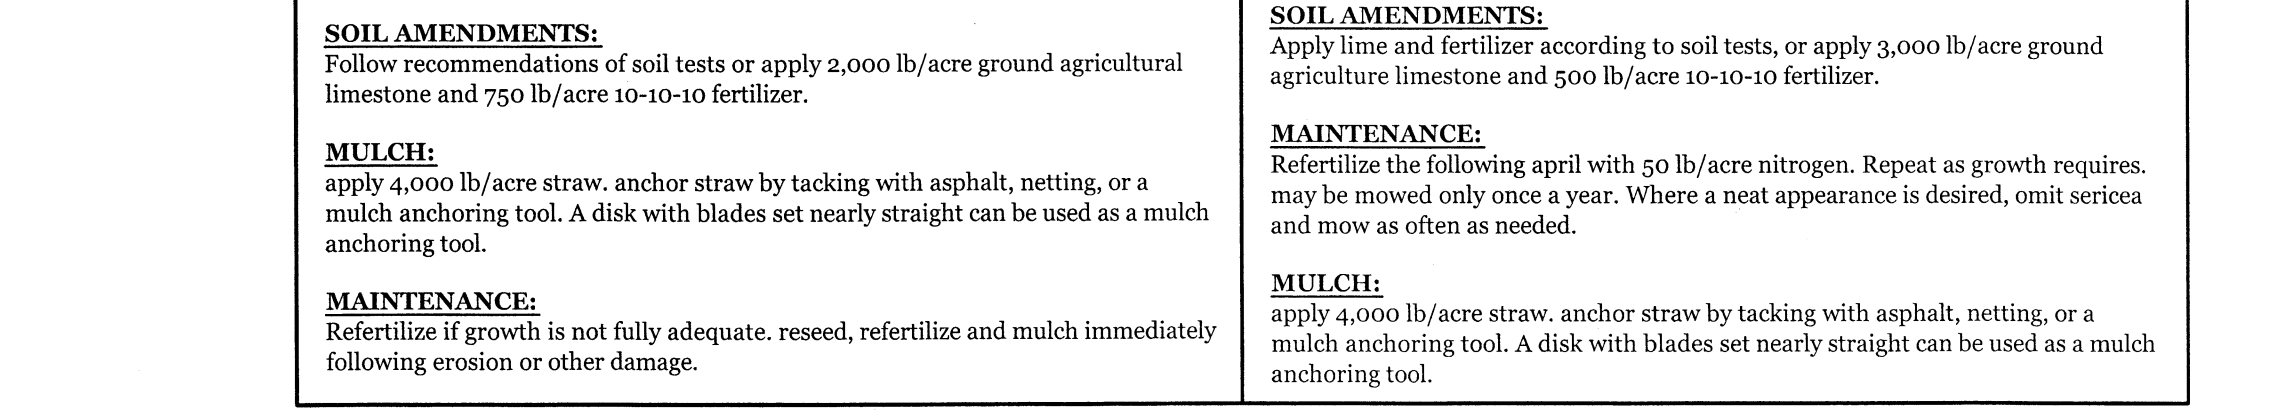 SOIL AMENDMENTS:
Follow recommendations of soil tests or apply 2,000 lb/acre ground agricultural
limestone and 750 lb/acre 10-10-10 fertilizer.
MULCH:
apply 4,000 lb/acre straw. anchor straw by tacking with asphalt, netting, or a
mulch anchoring tool. A disk with blades set nearly straight can be used as a mulch
anchoring tool.
MAINTENANCE:
Refertilize if growth is not fully adequate. reseed, refertilize and mulch immediately
following erosion or other damage.
SOIL AMENDMENTS:
Apply lime and fertilizer according to soil tests, or apply 3,000 lb/acre ground
agriculture limestone and 500 lb/acre 10-10-10 fertilizer.
MAINTENANCE:
Refertilize the following april with 50 lb/acre nitrogen. Repeat as growth requires.
may be mowed only once a year. Where a neat appearance is desired, omit sericea
and mow as often as needed.
MULCH:
apply 4,000 lb/acre straw. anchor straw by tacking with asphalt, netting, or a
mulch anchoring tool. A disk with blades set nearly straight can be used as a mulch
anchoring tool.